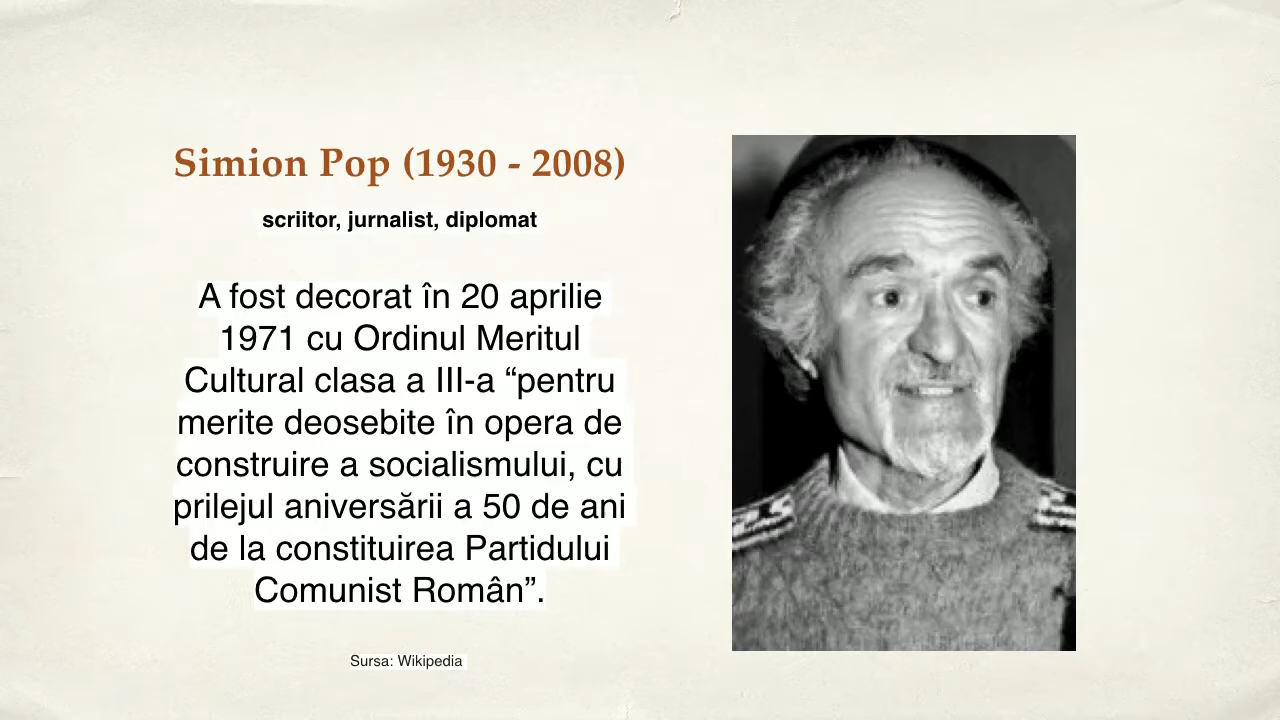 Simion Pop (1930 - 2008)
scriitor, jurnalist, diplomat
A fost decorat în 20 aprilie
1971 cu Ordinul Meritul
Cultural clasa a III-a “pentru
merite deosebite în opera de
construire a socialismului, cu
prilejul aniversării a 50 de ani
de la constituirea Partidului
Comunist Român”.
Sursa: Wikipedia